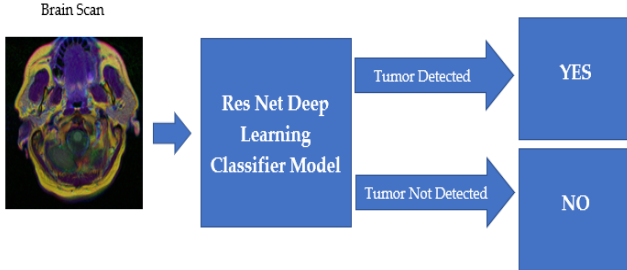 Brain Scan
Res Net Deep
Learning
Classifier Model
Tumor Detected
YES
Tumor Not Detected
NO